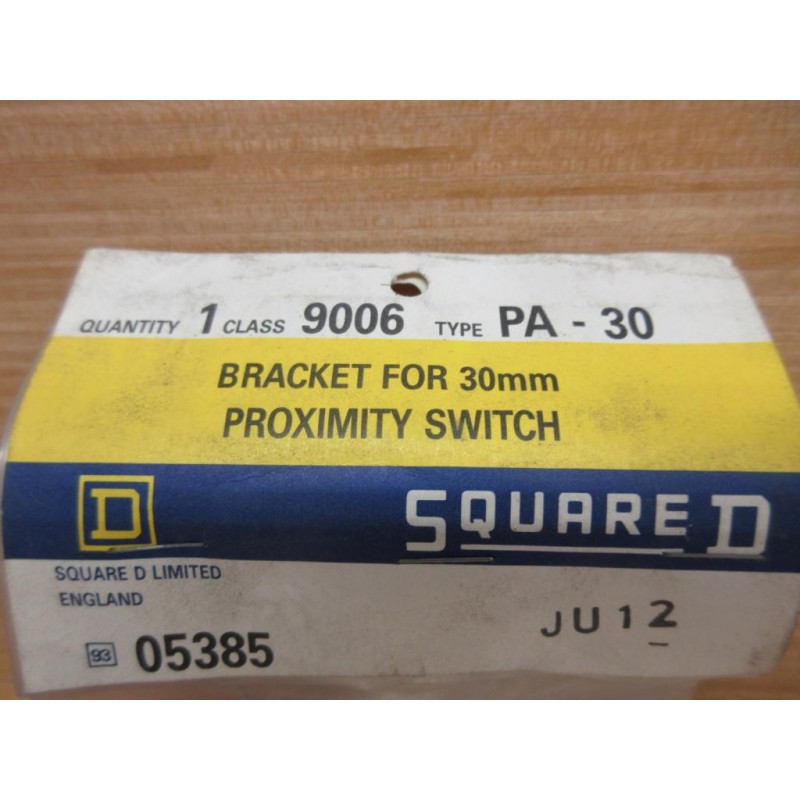 QUANTITY 1 CLASS 9006 TYPE PA - 30
BRACKET FOR 30mm
PROXIMITY SWITCH
D SQUARE D
SQUARE D LIMITED
ENGLAND
93 05385
JU12